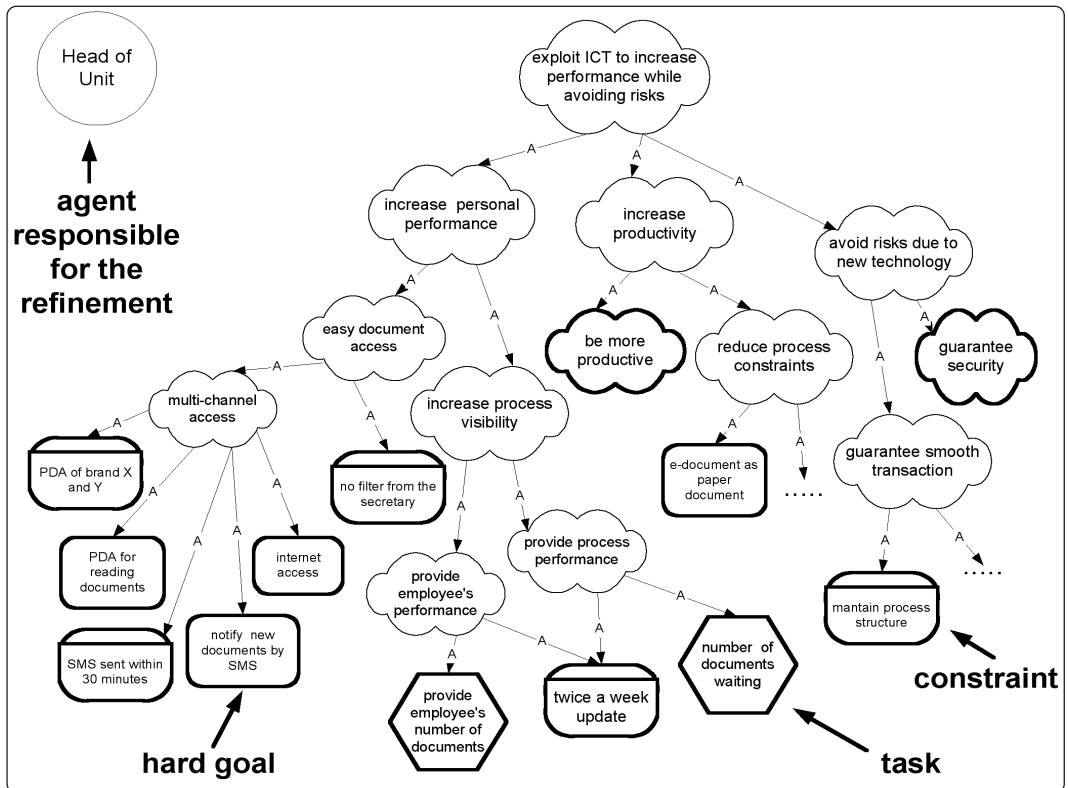 Head of
Unit
agent
responsible
for the
refinement
exploit ICT to increase
performance while
avoiding risks
A
A
A
increase personal
performance
increase
productivity
avoid risks due to
new technology
A
A
A
A
A
A
easy document
access
be more
productive
reduce process
constraints
guarantee
security
A
A
multi-channel
access
increase process
visibility
A
A
guarantee smooth
transaction
A
A
A
A
A
PDA of brand X
and Y
no filter from the
secretary
e-document as
paper
document
.....
A
A
A
A
PDA for
reading
documents
internet
access
provide process
performance
provide
employee's
performance
.....
mantain process
structure
A
A
A
A
SMS sent within
30 minutes
notify new
documents by
SMS
number of
documents
waiting
provide
employee's
number of
documents
twice a week
update
constraint
hard goal
task